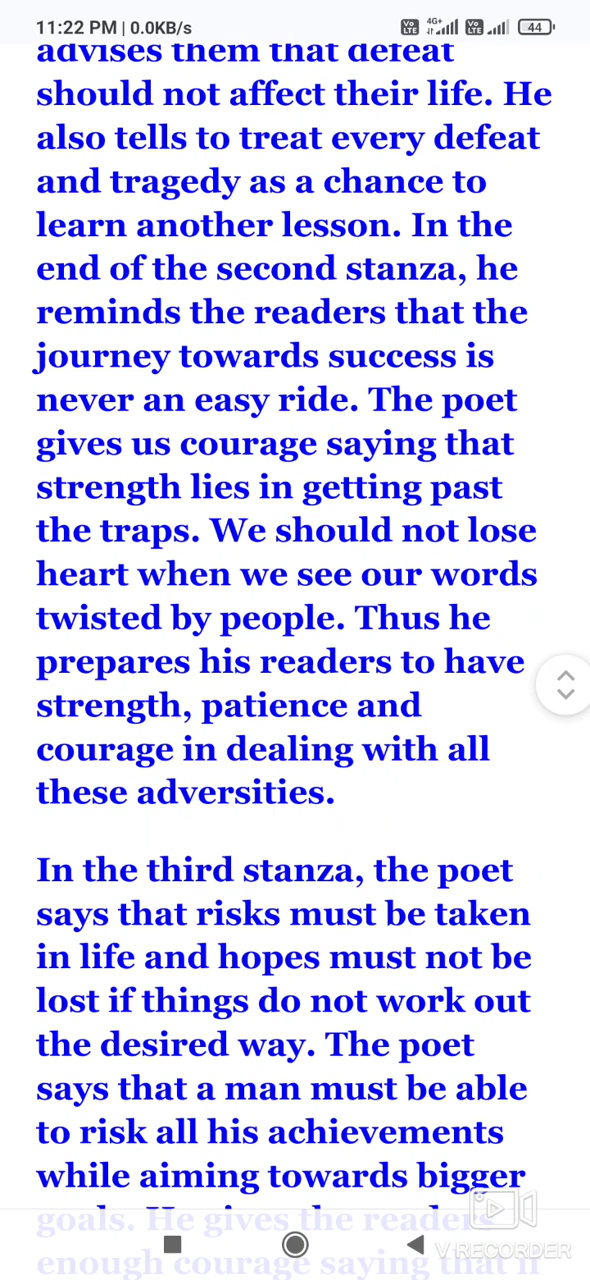 11:22 PM | 0.0KB/s
Vo LTE 4G+ Vo LTE 44
advises them that defeat
should not affect their life. He
also tells to treat every defeat
and tragedy as a chance to
learn another lesson. In the
end of the second stanza, he
reminds the readers that the
journey towards success is
never an easy ride. The poet
gives us courage saying that
strength lies in getting past
the traps. We should not lose
heart when we see our words
twisted by people. Thus he
prepares his readers to have
strength, patience and
courage in dealing with all
these adversities.
In the third stanza, the poet
says that risks must be taken
in life and hopes must not be
lost if things do not work out
the desired way. The poet
says that a man must be able
to risk all his achievements
while aiming towards bigger
goals. He gives the readers
enough courage saying that if
V RECORDER